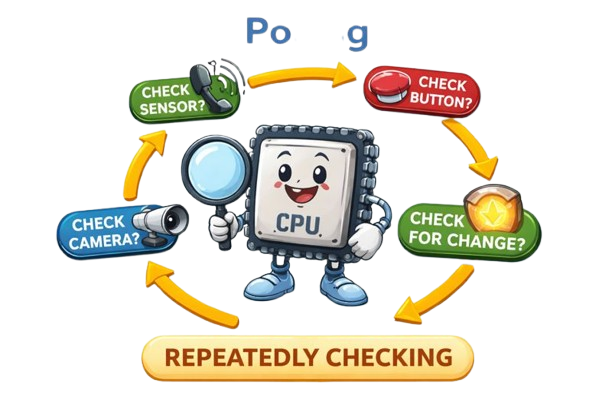 Po g
CHECK
SENSOR?
CHECK
BUTTON?
CHECK
CAMERA?
CPU
CHECK
FOR CHANGE?
REPEATEDLY CHECKING